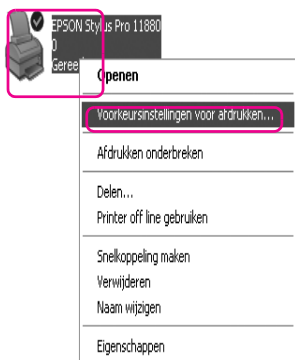 EPSON Stylus Pro 11880
0
Geree
Openen
Voorkeursinstellingen voor afdrukken...
Afdrukken onderbreken
Delen...
Printer off line gebruiken
Snelkoppeling maken
Verwijderen
Naam wijzigen
Eigenschappen